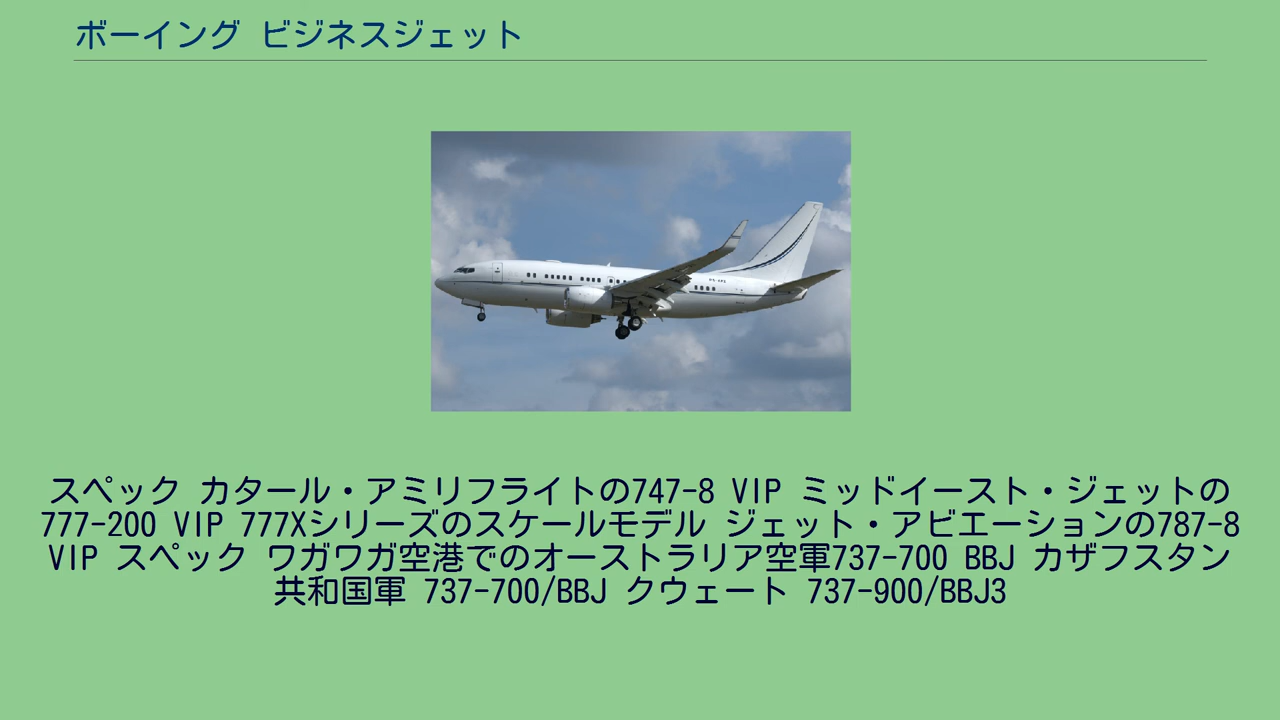 ボーイング ビジネスジェット
スペック カタール・アミリフライトの747-8 VIP ミッドイースト・ジェットの
777-200 VIP 777Xシリーズのスケールモデル ジェット・アビエーションの787-8
VIP スペック ワガワガ空港でのオーストラリア空軍737-700 BBJ カザフスタン
共和国軍 737-700/BBJ クウェート 737-900/BBJ3